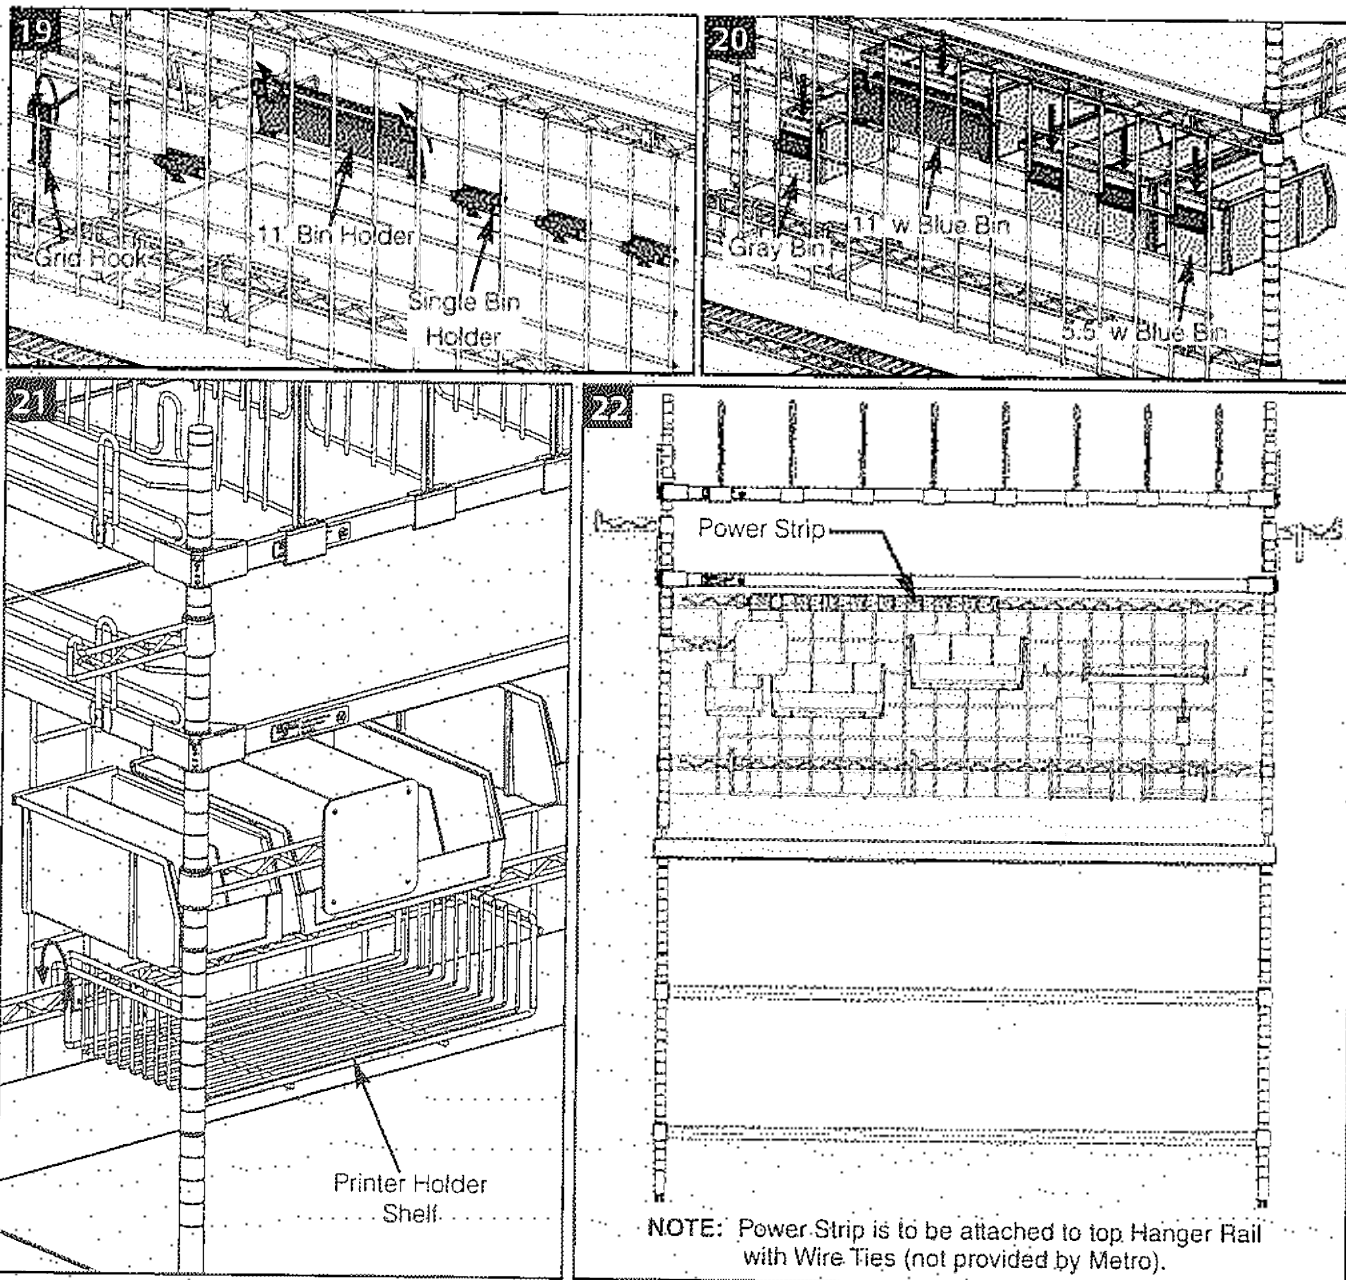 19
Grid Hooks
11" Bin Holder
Single Bin
Holder
20
Gray Bin
11" w Blue Bin
5.5" w Blue Bin
21
Printer Holder
Shelf
22
Power Strip
NOTE: Power Strip is to be attached to top Hanger Rail
with Wire Ties (not provided by Metro).